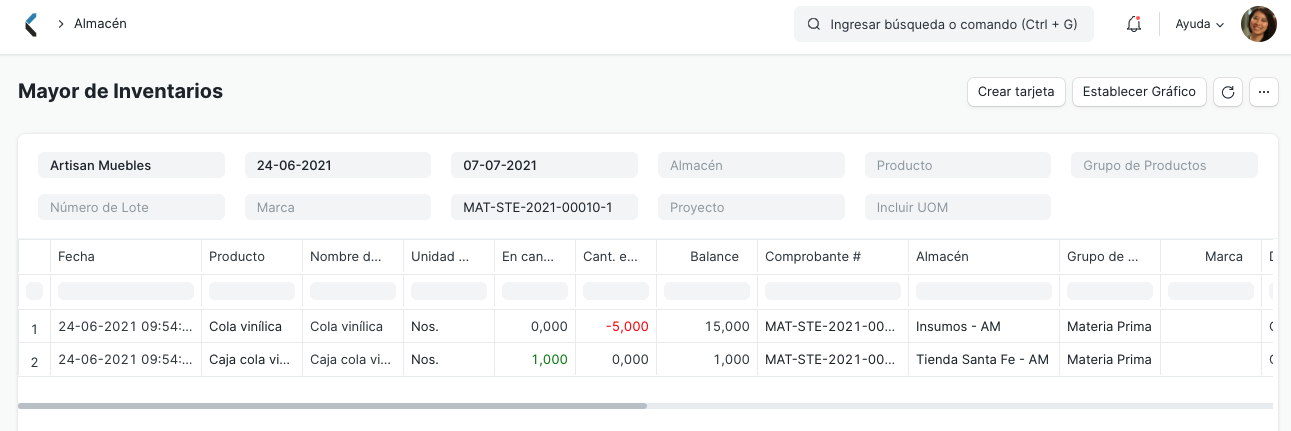 Almacén
Ingresar búsqueda o comando (Ctrl + G)
Ayuda
Mayor de Inventarios
Crear tarjeta
Establecer Gráfico
Artisan Muebles 24-06-2021 07-07-2021 Almacén Producto Grupo de Productos
Número de Lote Marca MAT-STE-2021-00010-1 Proyecto Incluir UOM
Fecha Producto Nombre d... Unidad ... En can... Cant. e... Balance Comprobante # Almacén Grupo de ... Marca
1 24-06-2021 09:54:... Cola vinílica Cola vinílica Nos. 0,000 -5,000 15,000 MAT-STE-2021-00... Insumos - AM Materia Prima
2 24-06-2021 09:54:... Caja cola vi... Caja cola vi... Nos. 1,000 0,000 1,000 MAT-STE-2021-00... Tienda Santa Fe - AM Materia Prima